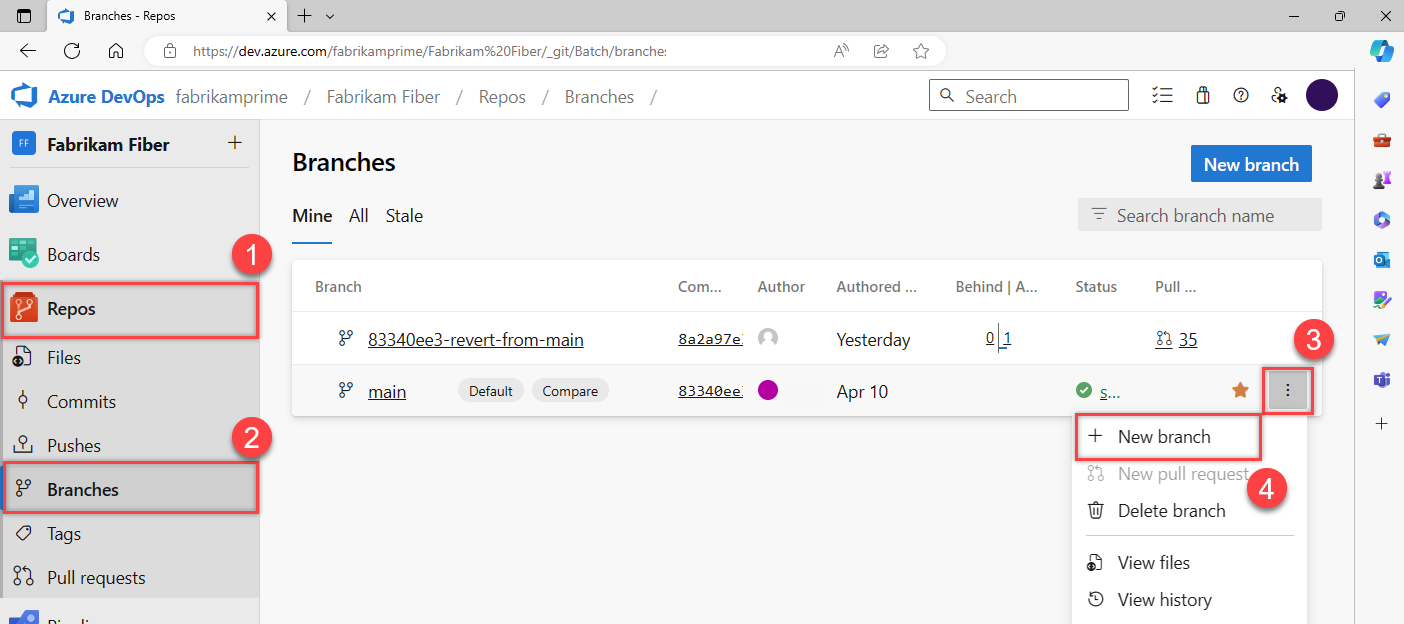 Branches - Repos
https://dev.azure.com/fabrikamprime/Fabrikam%20Fiber/_git/Batch/branches
Azure DevOps fabrikamprime / Fabrikam Fiber / Repos / Branches /
Search
FF Fabrikam Fiber
Overview
Boards
1
Repos
Files
Commits
Pushes
2
Branches
Tags
Pull requests
Branches
New branch
Mine All Stale
Search branch name
Branch Com... Author Authored ... Behind | A... Status Pull ...
83340ee3-revert-from-main 8a2a97e Yesterday 0 1 35
3
main Default Compare 83340ee Apr 10 s...
New branch
New pull request
4
Delete branch
View files
View history